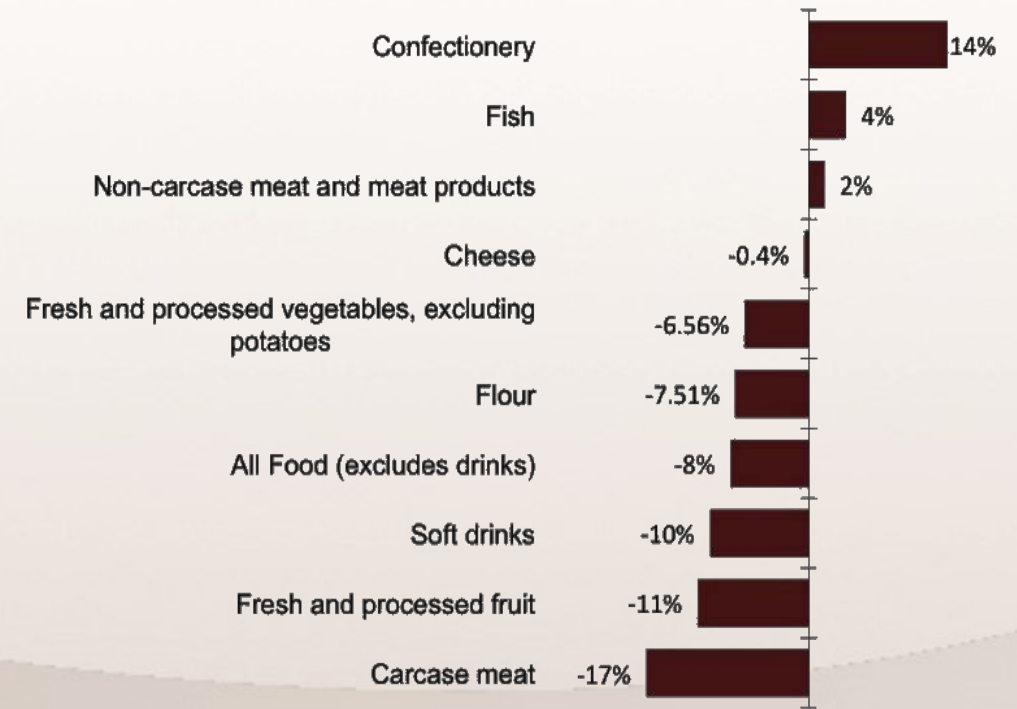 Confectionery 14%
Fish 4%
Non-carcase meat and meat products 2%
Cheese -0.4%
Fresh and processed vegetables, excluding
potatoes -6.56%
Flour -7.51%
All Food (excludes drinks) -8%
Soft drinks -10%
Fresh and processed fruit -11%
Carcase meat -17%